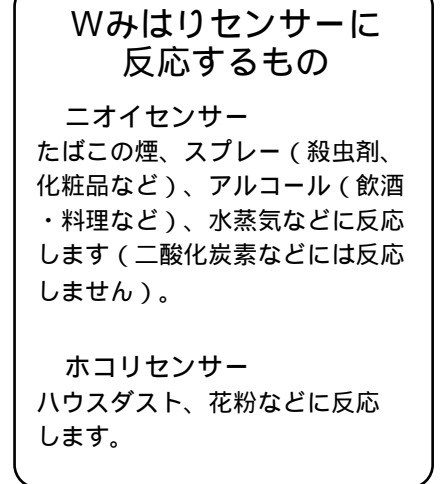 Wみはりセンサーに
反応するもの
ニオイセンサー
たばこの煙、スプレー（殺虫剤、
化粧品など）、アルコール（飲酒
・料理など）、水蒸気などに反応
します（二酸化炭素などには反応
しません）。
ホコリセンサー
ハウスダスト、花粉などに反応
します。